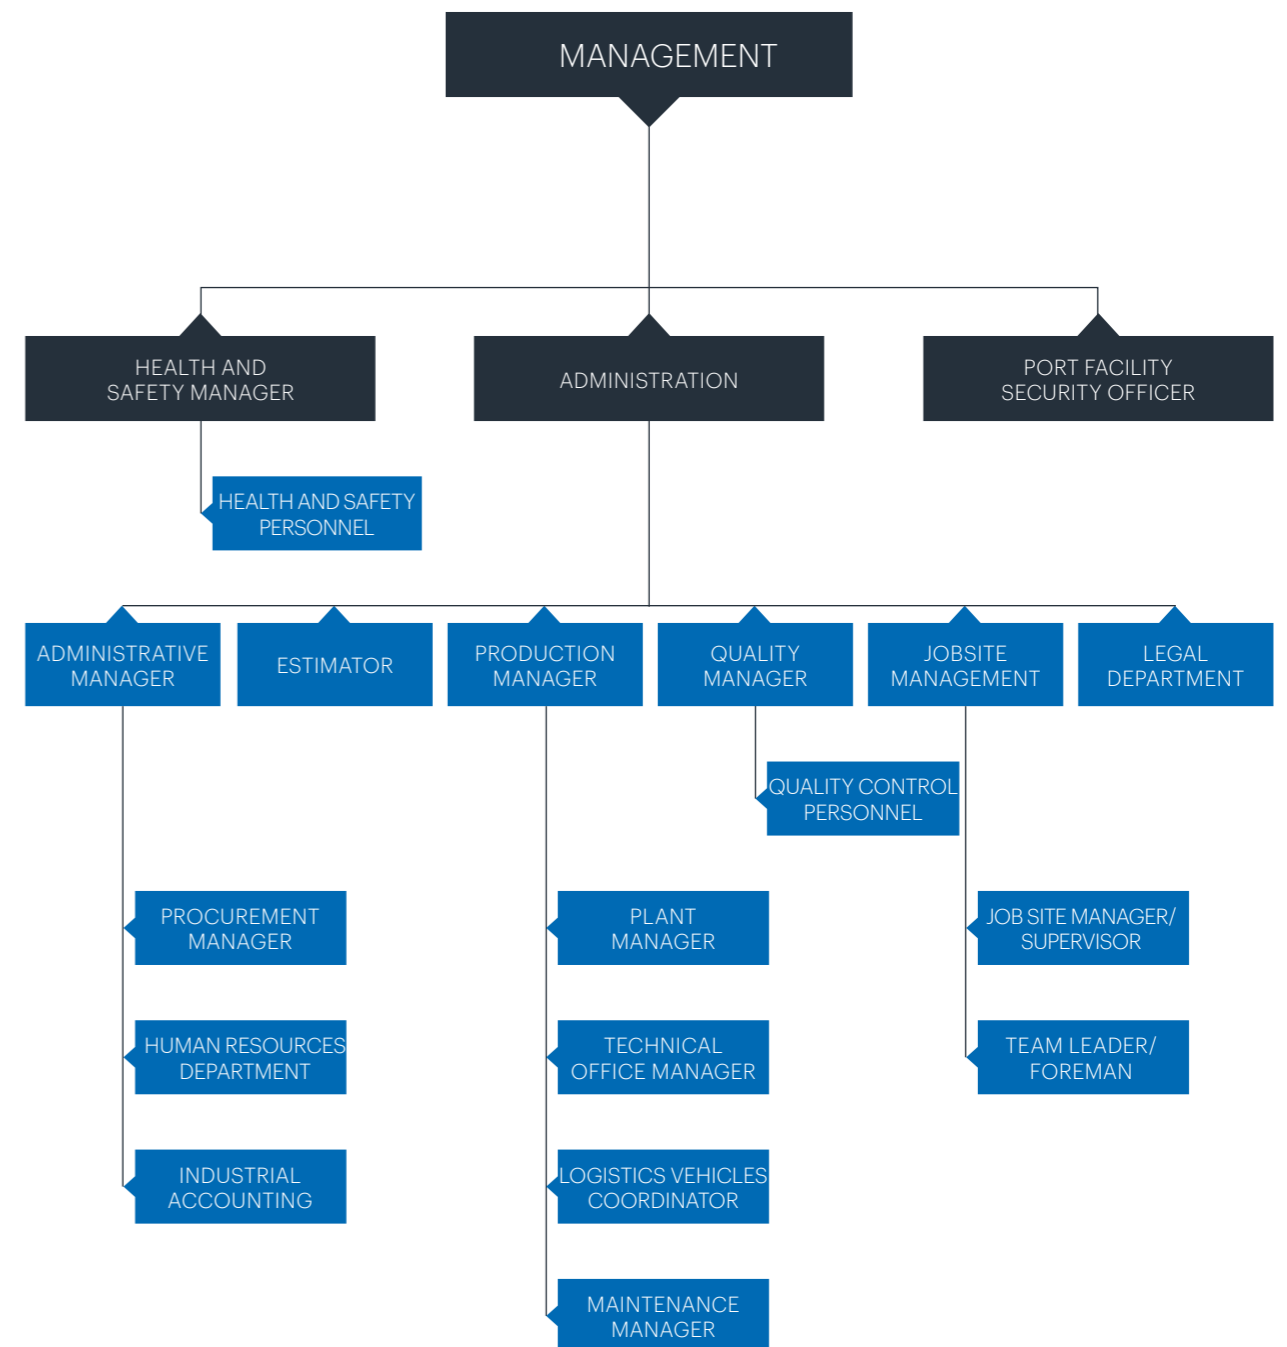 MANAGEMENT
HEALTH AND
SAFETY MANAGER
ADMINISTRATION
PORT FACILITY
SECURITY OFFICER
HEALTH AND SAFETY
PERSONNEL
ADMINISTRATIVE
MANAGER
ESTIMATOR
PRODUCTION
MANAGER
QUALITY
MANAGER
JOBSITE
MANAGEMENT
LEGAL
DEPARTMENT
QUALITY CONTROL
PERSONNEL
PROCUREMENT
MANAGER
PLANT
MANAGER
JOB SITE MANAGER/
SUPERVISOR
HUMAN RESOURCES
DEPARTMENT
TECHNICAL
OFFICE MANAGER
TEAM LEADER/
FOREMAN
INDUSTRIAL
ACCOUNTING
LOGISTICS VEHICLES
COORDINATOR
MAINTENANCE
MANAGER